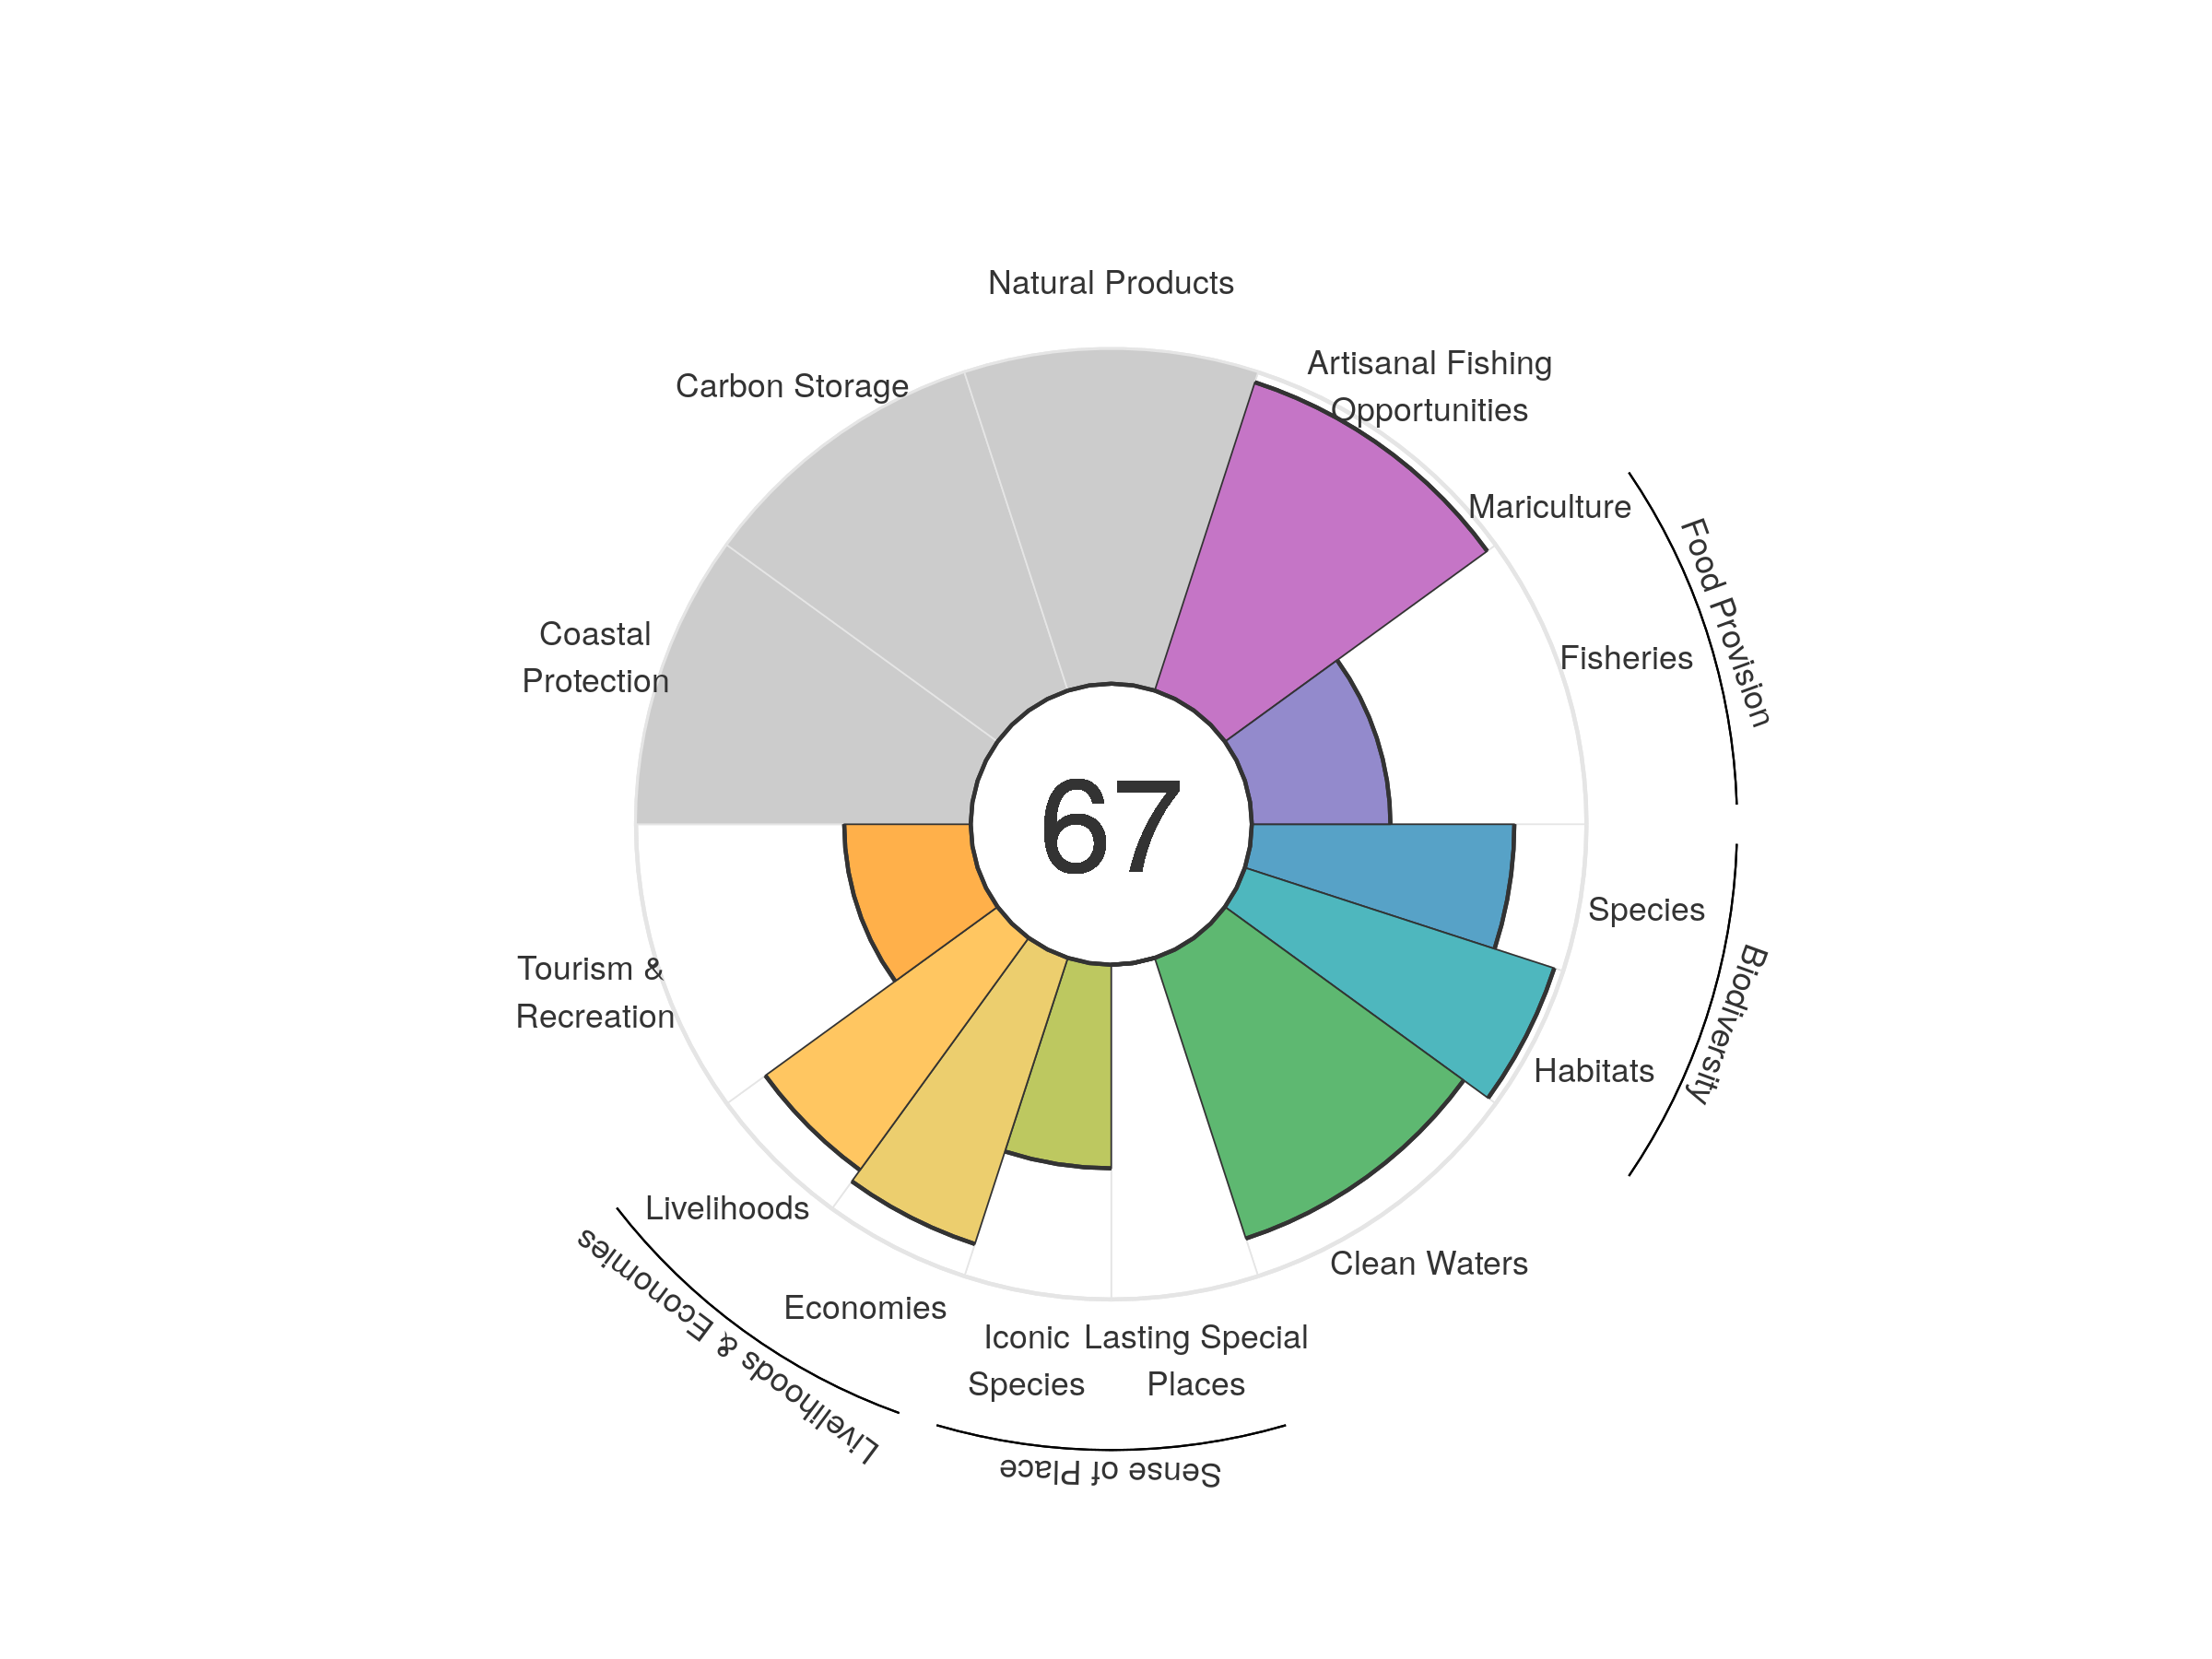 Natural Products
Artisanal Fishing
Opportunities
Carbon Storage
Mariculture
Food Provision
Coastal
Protection
Fisheries
67
Species
Biodiversity
Tourism &
Recreation
Habitats
Livelihoods
Clean Waters
Economies
Livelihoods & Economies
Iconic
Species
Lasting Special
Places
Sense of Place